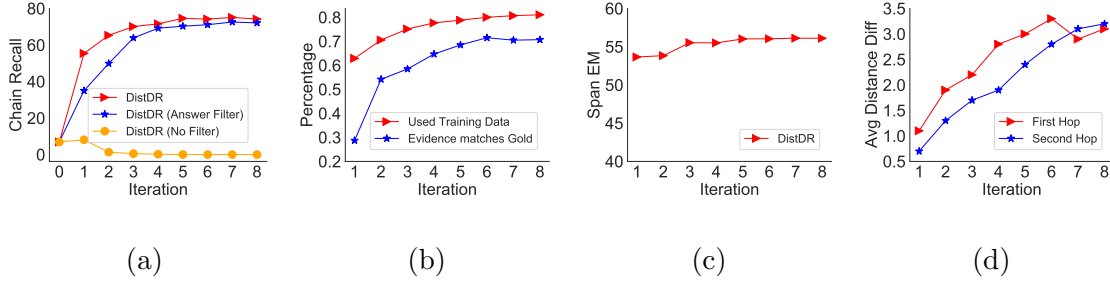 80
60
40
20
0
Chain Recall
DistDR
DistDR (Answer Filter)
DistDR (No Filter)
0 1 2 3 4 5 6 7 8
Iteration
(a)
0.8
0.7
0.6
0.5
0.4
0.3
0.2
Percentage
Used Training Data
Evidence matches Gold
1 2 3 4 5 6 7 8
Iteration
(b)
60
55
50
45
40
Span EM
DistDR
1 2 3 4 5 6 7 8
Iteration
(c)
3.5
3.0
2.5
2.0
1.5
1.0
0.5
Avg Distance Diff
First Hop
Second Hop
1 2 3 4 5 6 7 8
Iteration
(d)